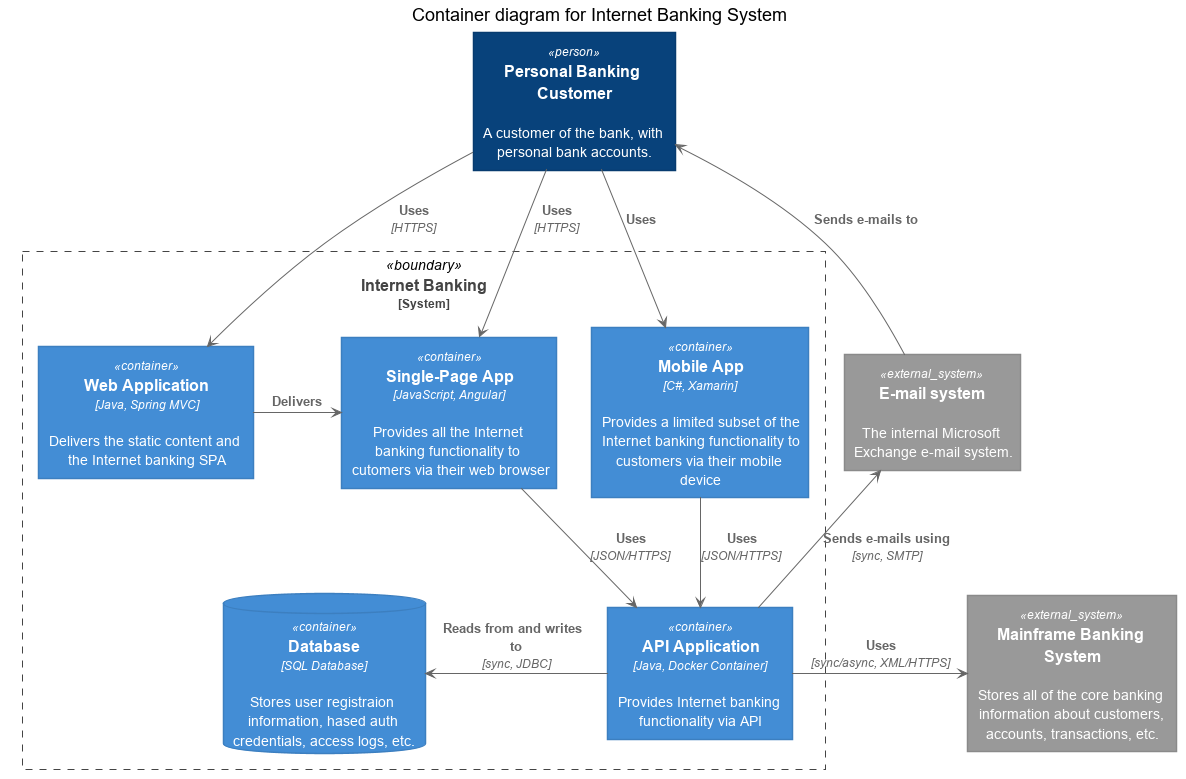 Container diagram for Internet Banking System
«person»
Personal Banking
Customer
A customer of the bank, with
personal bank accounts.
Uses
[HTTPS]
Uses
[HTTPS]
Uses
Sends e-mails to
«boundary»
Internet Banking
[System]
«container»
Web Application
[Java, Spring MVC]
Delivers the static content and
the Internet banking SPA
Delivers
«container»
Single-Page App
[JavaScript, Angular]
Provides all the Internet
banking functionality to
cutomers via their web browser
«container»
Mobile App
[C#, Xamarin]
Provides a limited subset of the
Internet banking functionality to
customers via their mobile
device
«external_system»
E-mail system
The internal Microsoft
Exchange e-mail system.
Uses
[JSON/HTTPS]
Uses
[JSON/HTTPS]
Sends e-mails using
[sync, SMTP]
«container»
Database
[SQL Database]
Stores user registraion
information, hased auth
credentials, access logs, etc.
Reads from and writes
to
[sync, JDBC]
«container»
API Application
[Java, Docker Container]
Provides Internet banking
functionality via API
Uses
[sync/async, XML/HTTPS]
«external_system»
Mainframe Banking
System
Stores all of the core banking
information about customers,
accounts, transactions, etc.